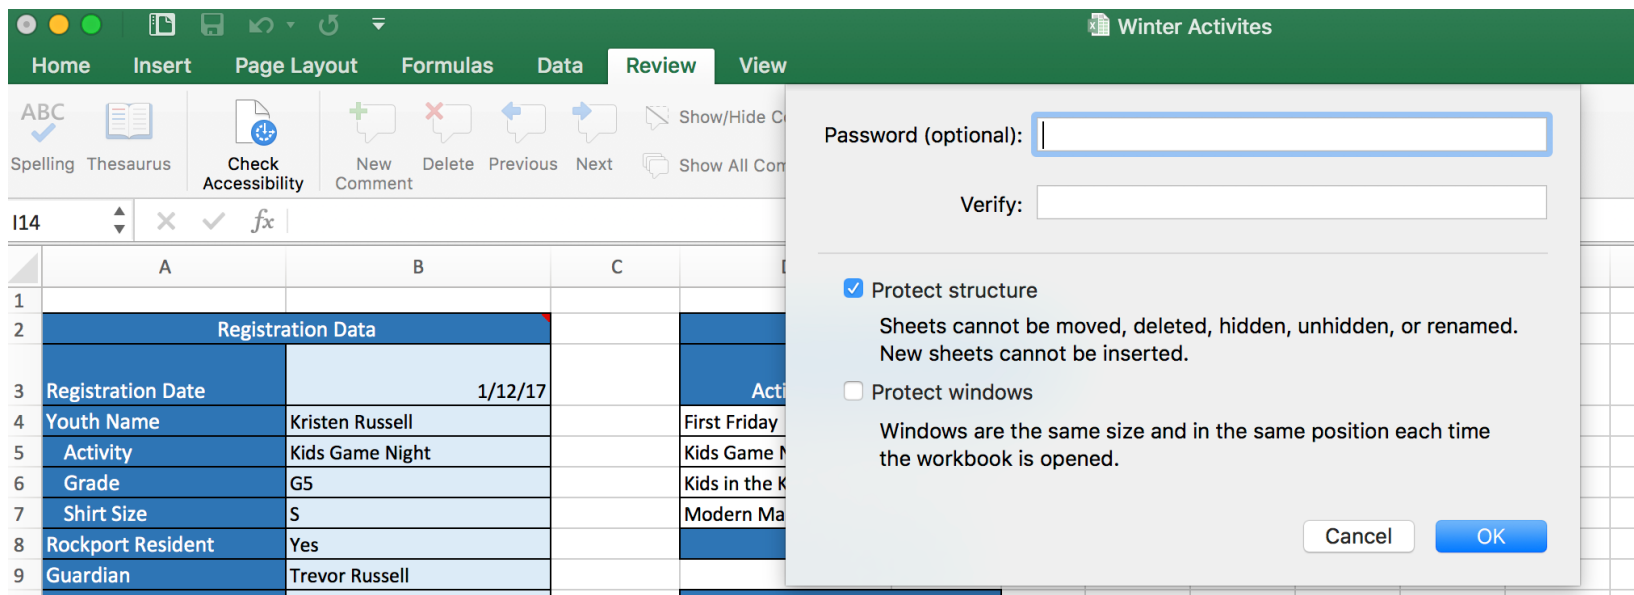 Winter Activites
Home Insert Page Layout Formulas Data Review View
ABC
Spelling Thesaurus Check Accessibility New Comment Delete Previous Next
Show/Hide
Show All
I14 fx
A B C
1
2 Registration Data
3 Registration Date 1/12/17
4 Youth Name Kristen Russell First Friday
5 Activity Kids Game Night Kids Game
6 Grade G5 Kids in the
7 Shirt Size S Modern
8 Rockport Resident Yes
9 Guardian Trevor Russell
Password (optional):
Verify:
Protect structure
Sheets cannot be moved, deleted, hidden, unhidden, or renamed.
New sheets cannot be inserted.
Protect windows
Windows are the same size and in the same position each time
the workbook is opened.
Cancel OK